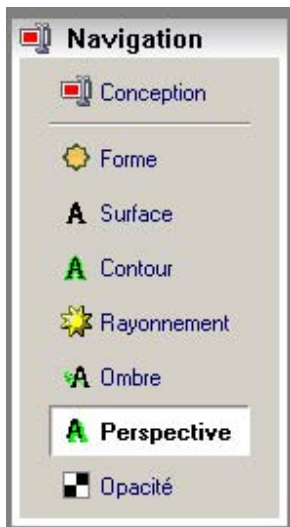 Navigation
Conception
Forme
Surface
Contour
Rayonnement
Ombre
Perspective
Opacité